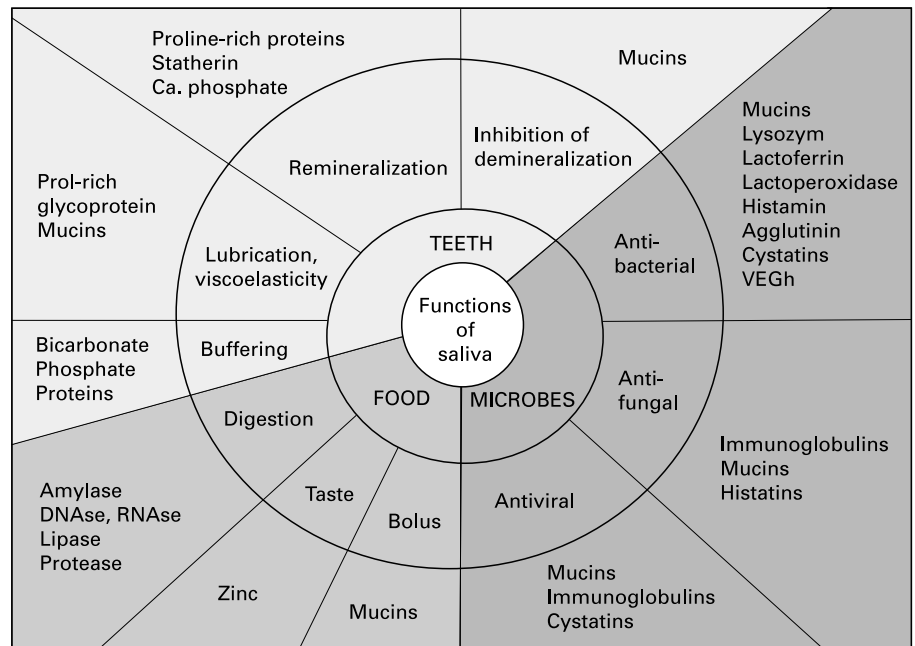 Proline-rich proteins
Statherin
Ca. phosphate
Mucins
Mucins
Lysozym
Lactoferrin
Lactoperoxidase
Histamin
Agglutinin
Cystatins
VEGh
Inhibition of
demineralization
Remineralization
Prol-rich
glycoprotein
Mucins
Lubrication,
viscoelasticity
TEETH
Anti-
bacterial
Functions
of
saliva
Bicarbonate
Phosphate
Proteins
Buffering
FOOD
MICROBES
Anti-
fungal
Digestion
Immunoglobulins
Mucins
Histatins
Amylase
DNAse, RNAse
Lipase
Protease
Taste
Bolus
Antiviral
Zinc
Mucins
Mucins
Immunoglobulins
Cystatins